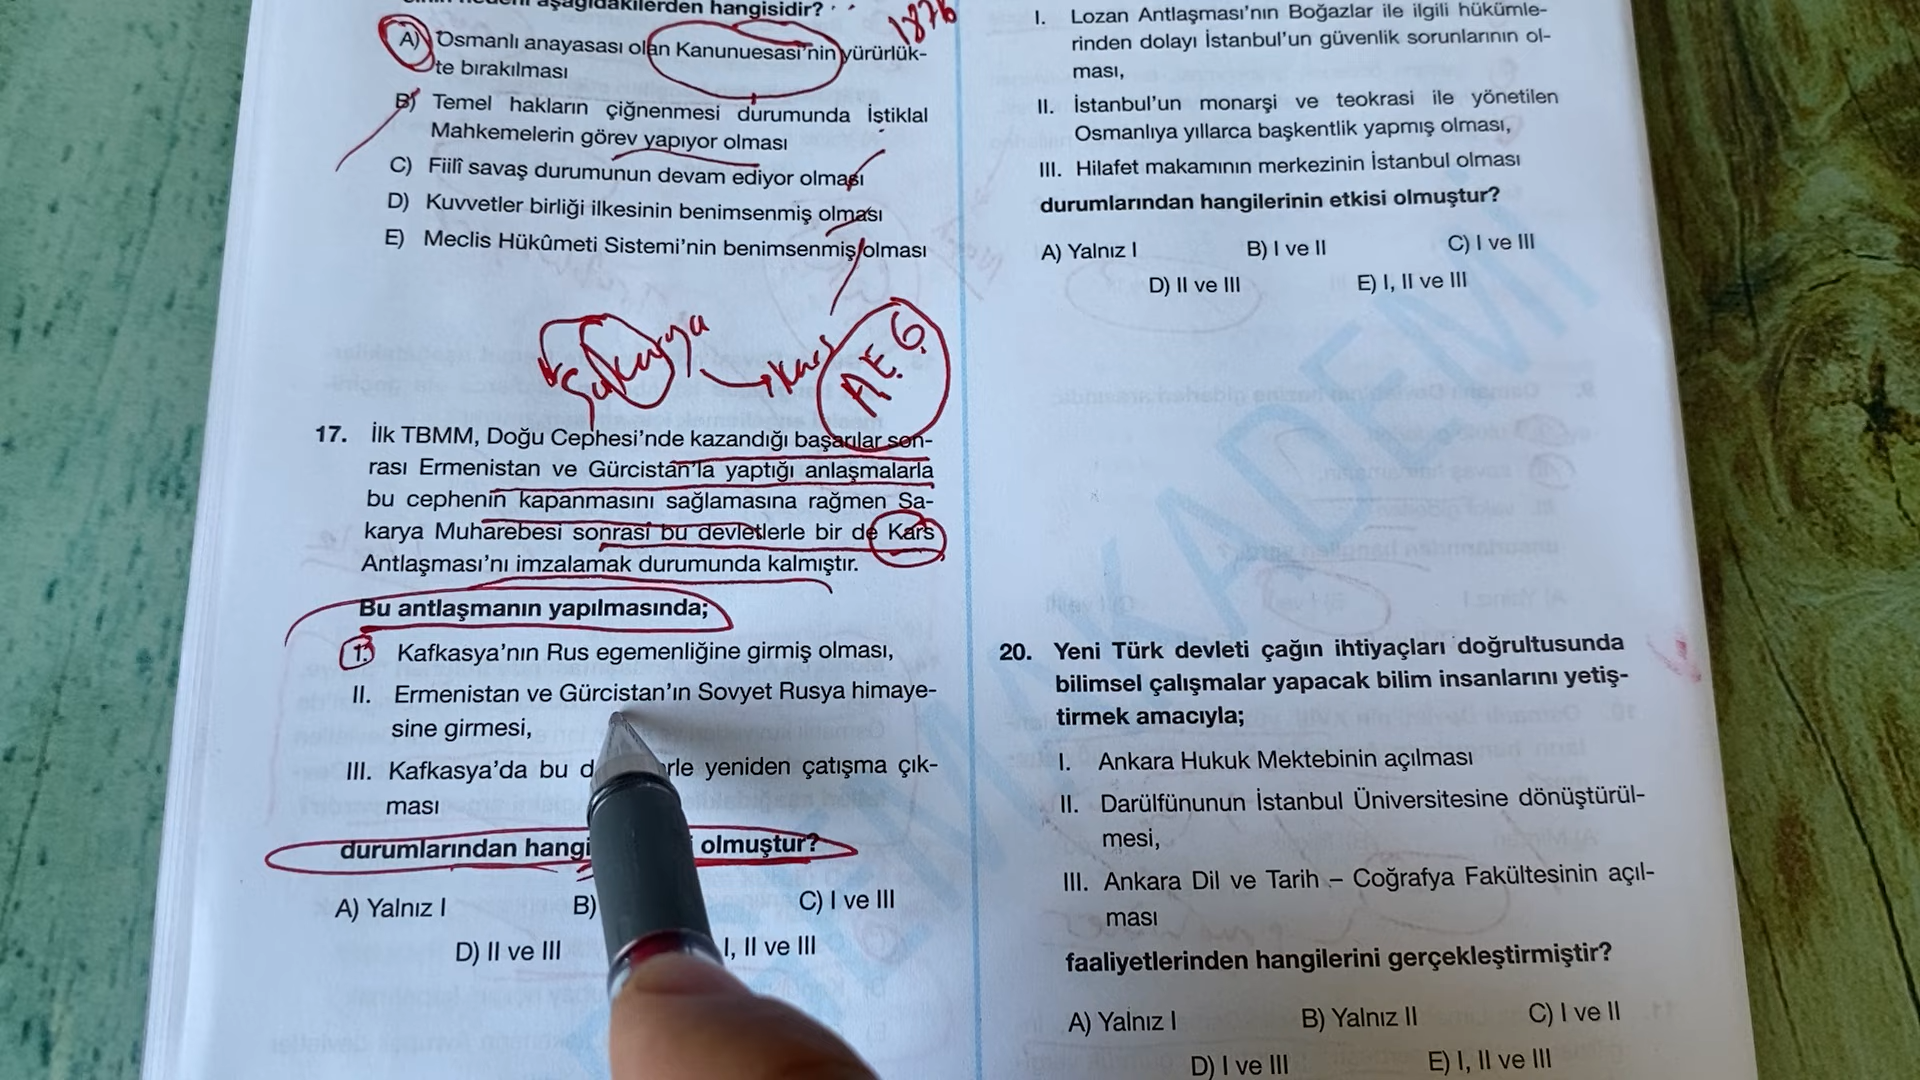 aşağıdakilerden hangisidir?
1876
A) Osmanlı anayasası olan Kanunuesasi'nin yürürlük-
te bırakılması
B) Temel hakların çiğnenmesi durumunda İstiklal
Mahkemelerin görev yapıyor olması
C) Fiilî savaş durumunun devam ediyor olması
D) Kuvvetler birliği ilkesinin benimsenmiş olması
E) Meclis Hükûmeti Sistemi'nin benimsenmiş olması
Sakarya
Kars
17. İlk TBMM, Doğu Cephesi'nde kazandığı başarılar son-
rası Ermenistan ve Gürcistan'la yaptığı anlaşmalarla
bu cephenin kapanmasını sağlamasına rağmen Sa-
karya Muharebesi sonrası bu devletlerle bir de Kars
Antlaşması'nı imzalamak durumunda kalmıştır.
Bu antlaşmanın yapılmasında;
Kafkasya'nın Rus egemenliğine girmiş olması,
II. Ermenistan ve Gürcistan'ın Sovyet Rusya himaye-
sine girmesi,
III. Kafkasya'da bu yeniden çatışma çık-
ması
durumlarından olmuştur?
A) Yalnız I B) C) I ve III
D) II ve III I, II ve III
I. Lozan Antlaşması'nın Boğazlar ile ilgili hükümle-
rinden dolayı İstanbul'un güvenlik sorunlarının ol-
ması,
II. İstanbul'un monarşi ve teokrasi ile yönetilen
Osmanlıya yıllarca başkentlik yapmış olması,
III. Hilafet makamının merkezinin İstanbul olması
durumlarından hangilerinin etkisi olmuştur?
A) Yalnız I B) I ve II C) I ve III
D) II ve III E) I, II ve III
20. Yeni Türk devleti çağın ihtiyaçları doğrultusunda
bilimsel çalışmalar yapacak bilim insanlarını yetiş-
tirmek amacıyla;
I. Ankara Hukuk Mektebinin açılması
II. Darülfünunun İstanbul Üniversitesine dönüştürül-
mesi,
III. Ankara Dil ve Tarih – Coğrafya Fakültesinin açıl-
ması
faaliyetlerinden hangilerini gerçekleştirmiştir?
A) Yalnız I B) Yalnız II C) I ve II
D) I ve III E) I, II ve III